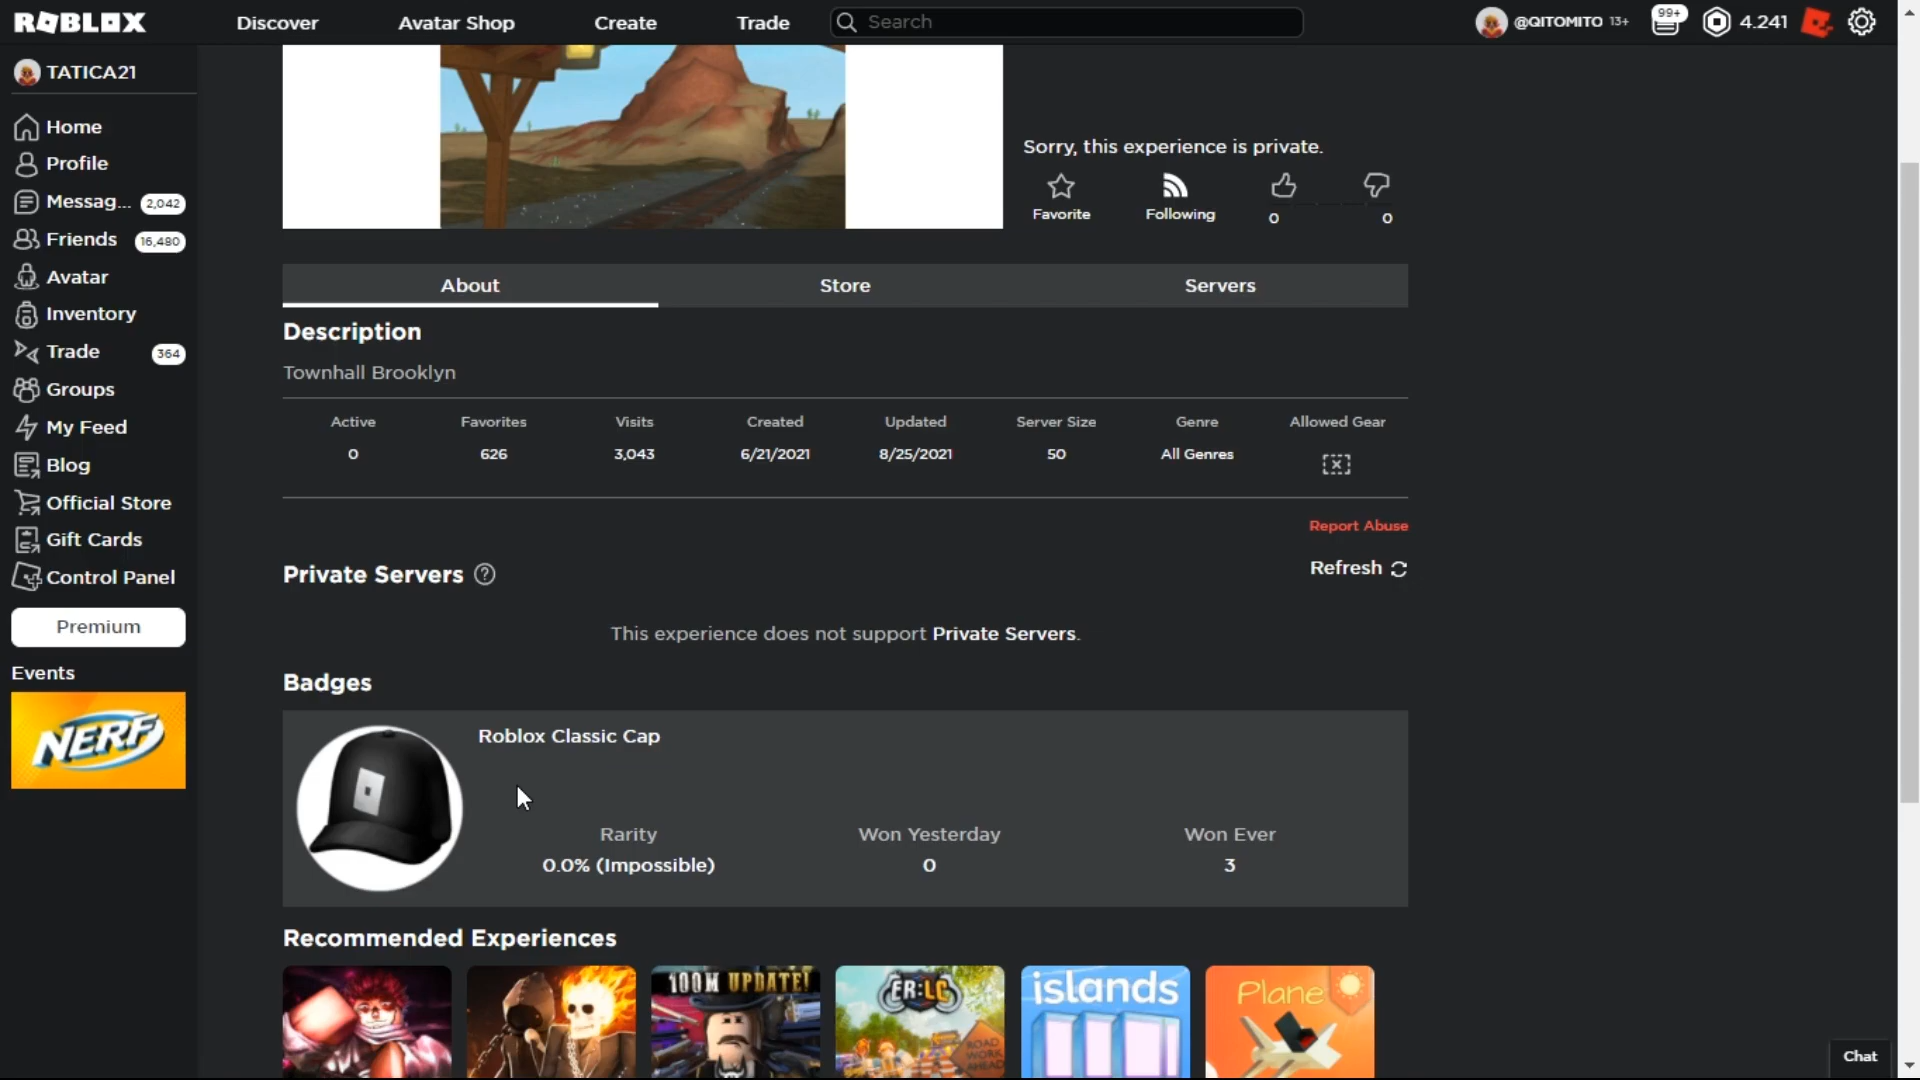 ROBLOX Discover Avatar Shop Create Trade Search @QITOMITO 13+ 99+ 4.241
TATICA21
Home
Profile
Messag... 2,042
Friends 16,480
Avatar
Inventory
Trade 364
Groups
My Feed
Blog
Official Store
Gift Cards
Control Panel
Premium
Events
NERF
Sorry, this experience is private.
Favorite Following 0 0
About Store Servers
Description
Townhall Brooklyn
Active Favorites Visits Created Updated Server Size Genre Allowed Gear
0 626 3,043 6/21/2021 8/25/2021 50 All Genres
Report Abuse
Private Servers ? Refresh
This experience does not support Private Servers.
Badges
Roblox Classic Cap
Rarity Won Yesterday Won Ever
0.0% (Impossible) 0 3
Recommended Experiences
100M UPDATE! ER:LC islands Plane
ROAD
WORK
AHEAD
Chat